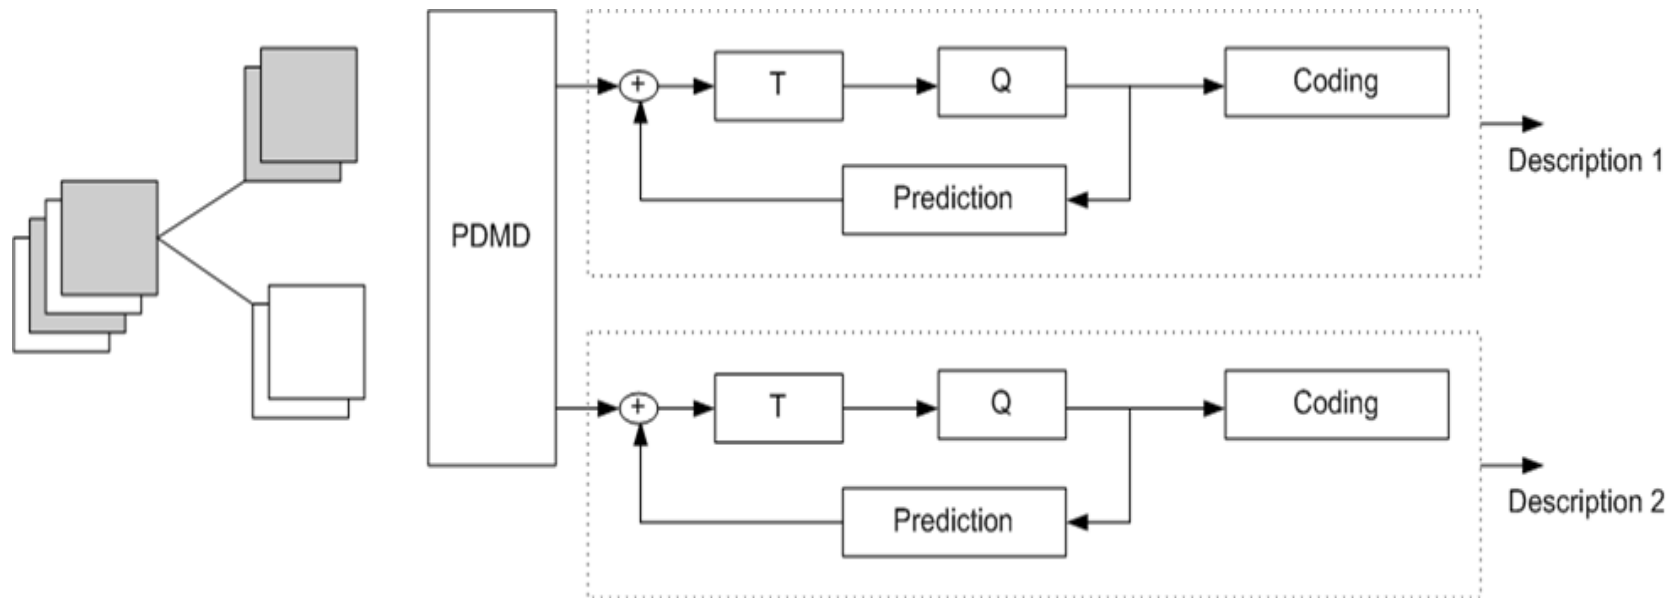 PDMD
+
T
Q
Coding
Prediction
Description 1
+
T
Q
Coding
Prediction
Description 2